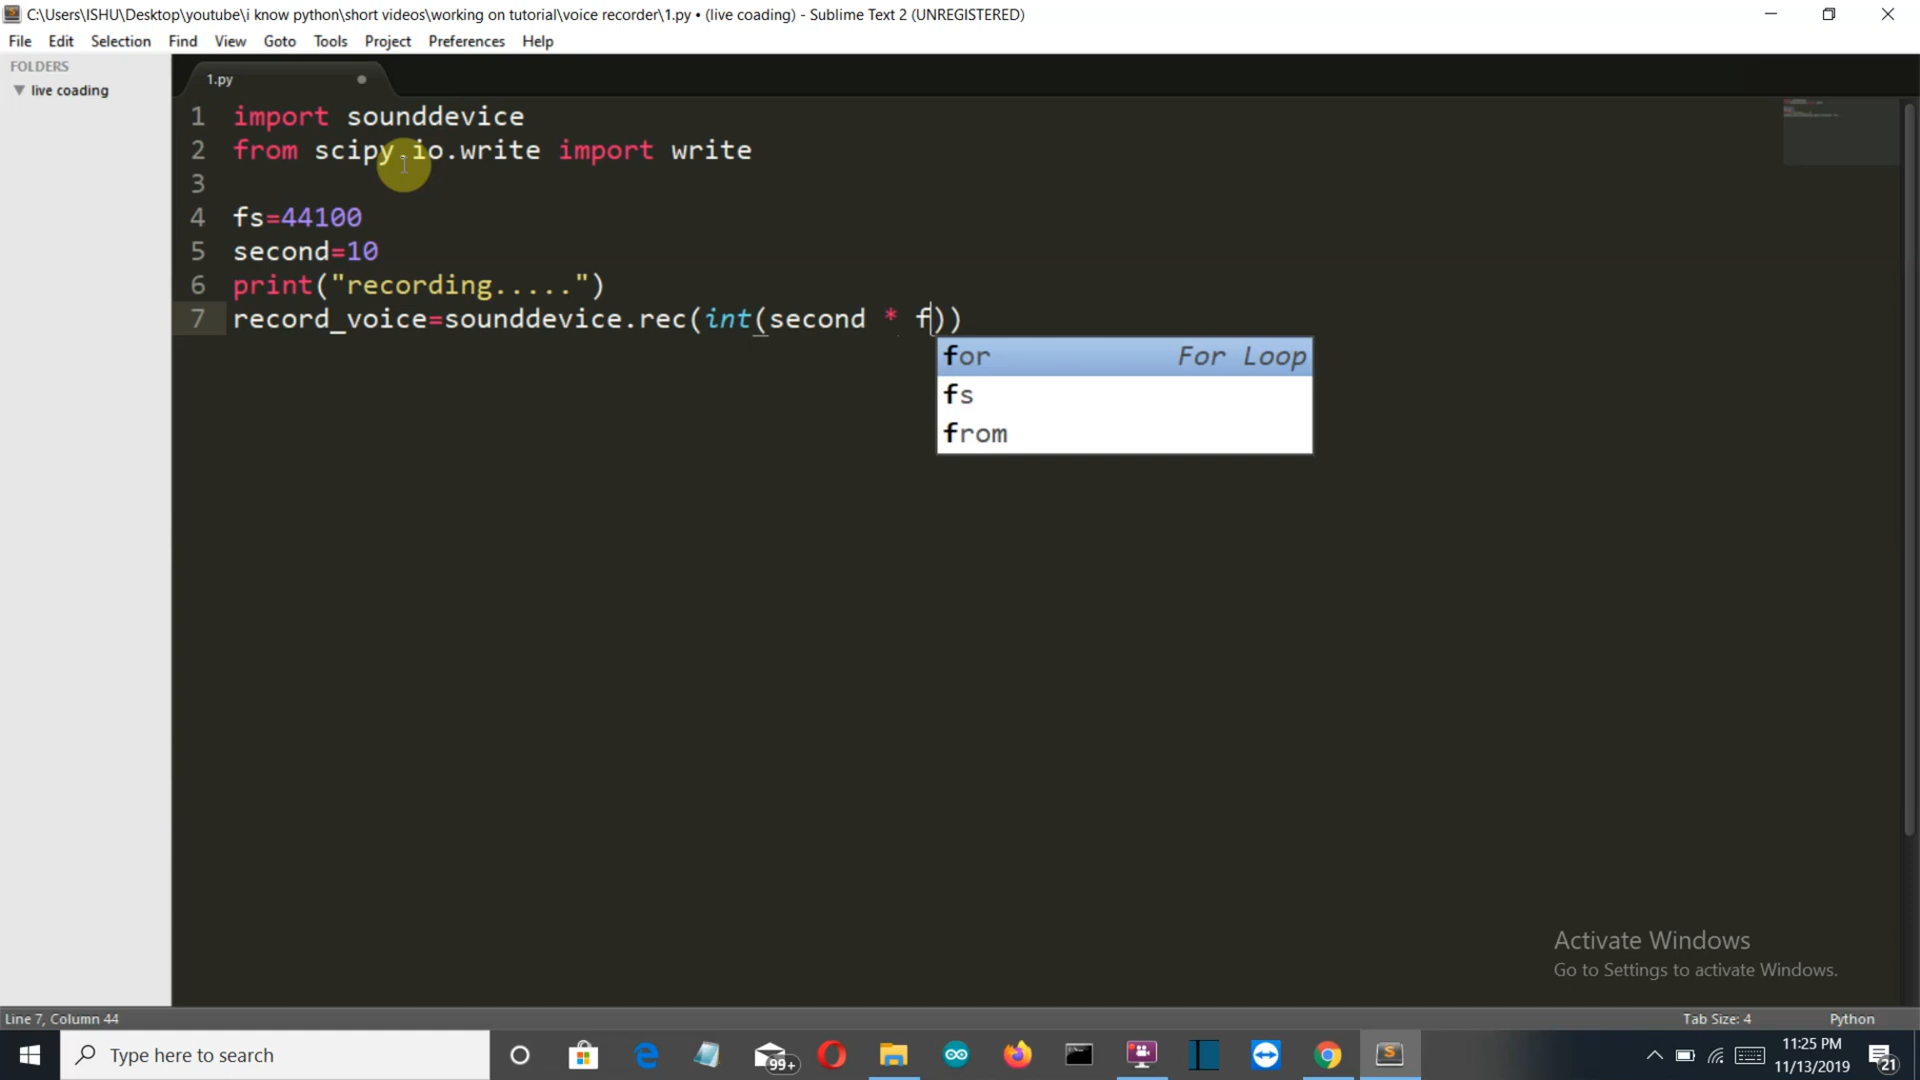 C:\Users\ISHU\Desktop\youtube\i know python\short videos\working on tutorial\voice recorder\1.py • (live coading) - Sublime Text 2 (UNREGISTERED)
File Edit Selection Find View Goto Tools Project Preferences Help
FOLDERS
live coading
1.py
1 import sounddevice
2 from scipy.io.write import write
3
4 fs=44100
5 second=10
6 print("recording.....")
7 record_voice=sounddevice.rec(int(second * f))
for For Loop
fs
from
Activate Windows
Go to Settings to activate Windows.
Line 7, Column 44 Tab Size: 4 Python
Type here to search
99+
11:25 PM
11/13/2019
21